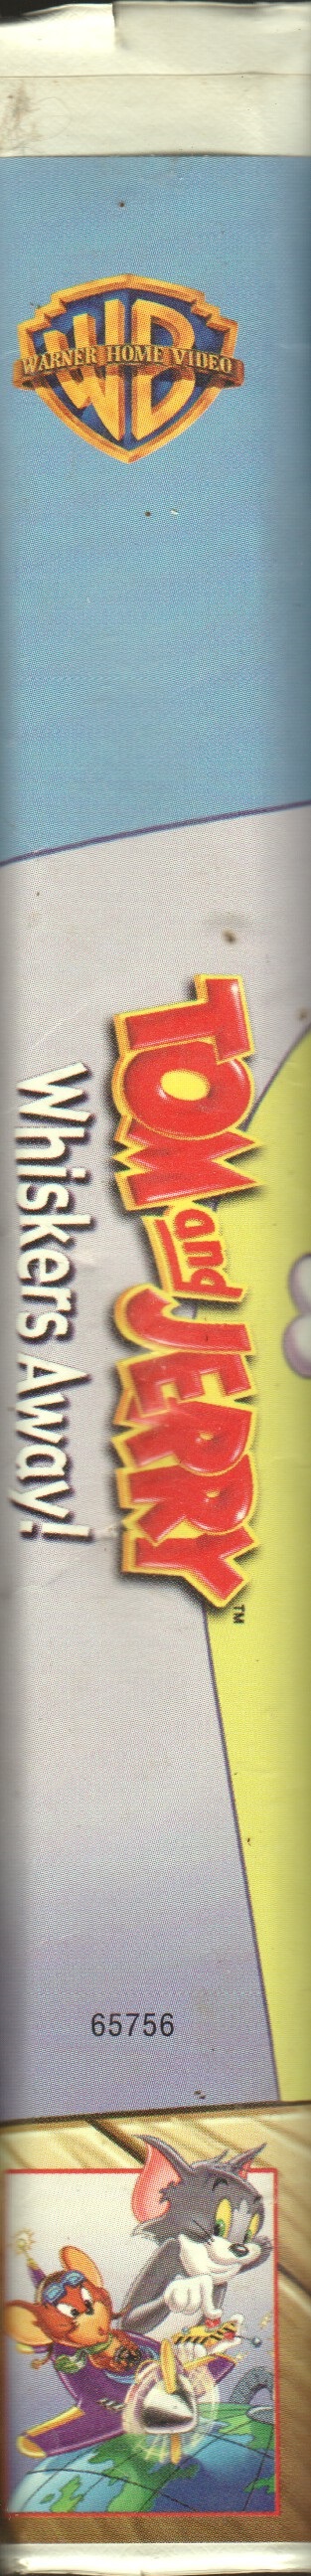 WB
WARNER HOME VIDEO
TOM and JERRY™
Whiskers Away!
65756